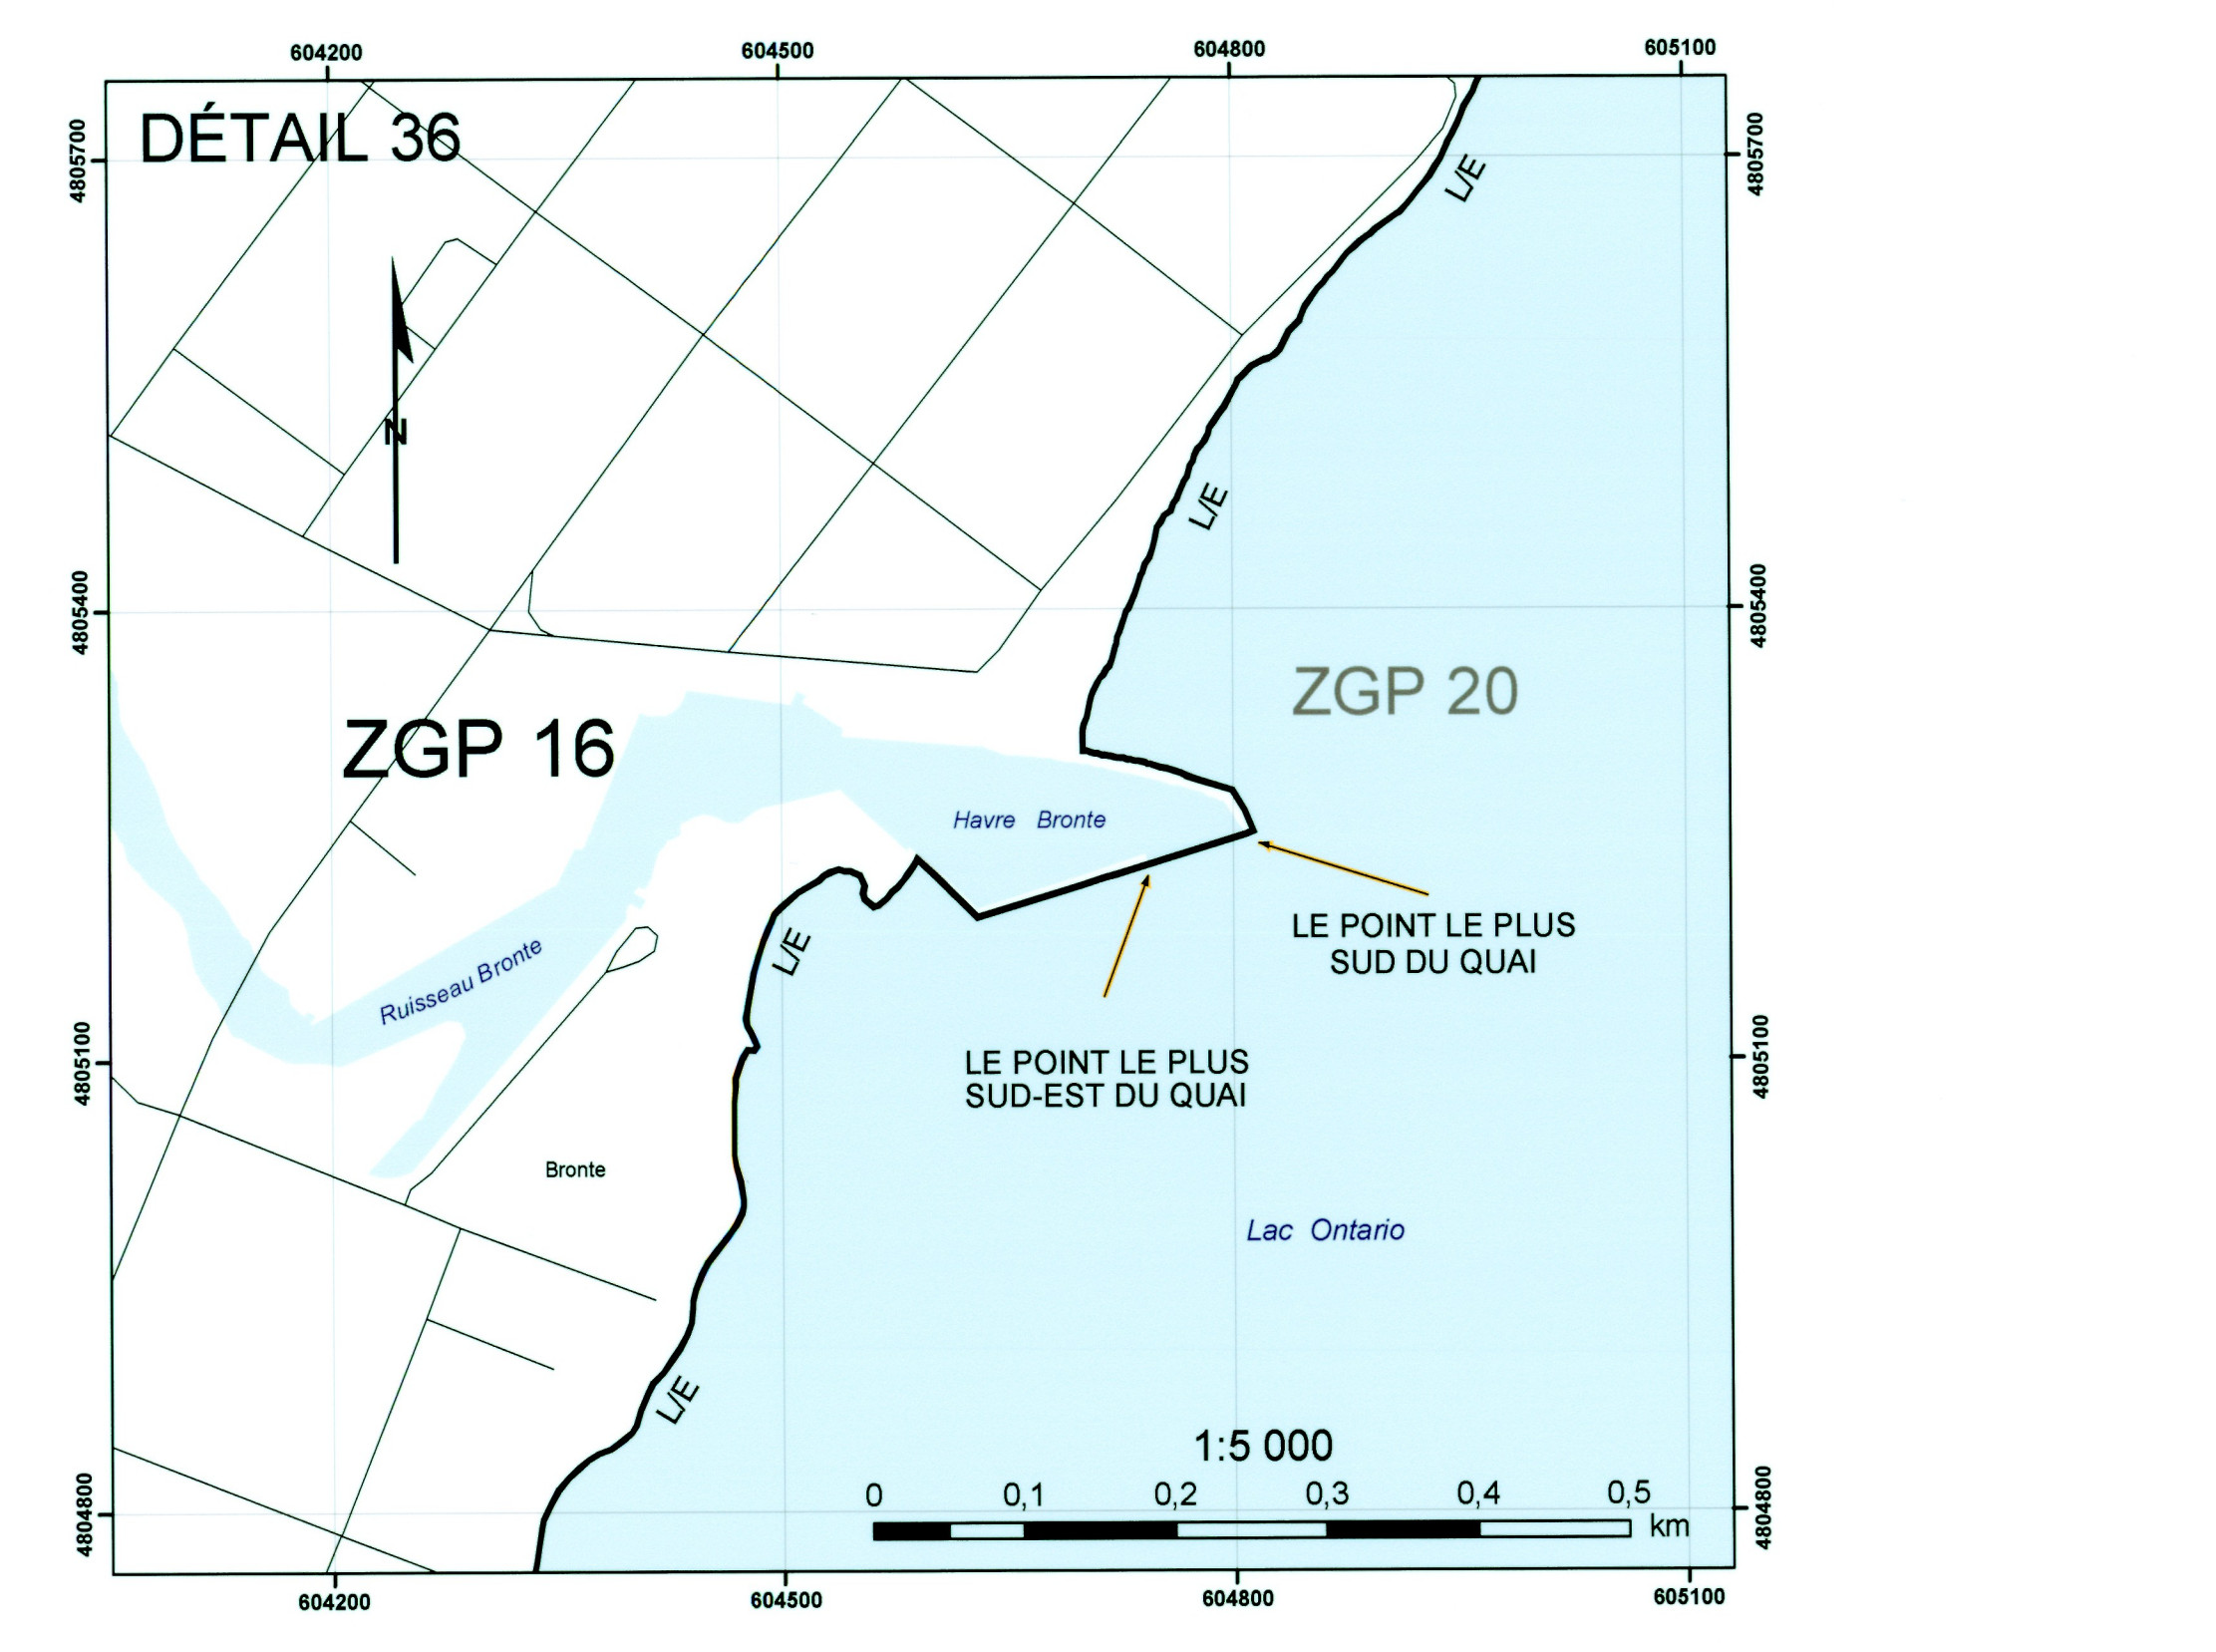 604200 604500 604800 605100
DÉTAIL 36
4805700 4805700
L/E
N
L/E
4805400 4805400
ZGP 20
ZGP 16
Havre Bronte
LE POINT LE PLUS
SUD DU QUAI
Ruisseau Bronte
L/E
4805100 4805100
LE POINT LE PLUS
SUD-EST DU QUAI
Bronte
Lac Ontario
L/E
1:5 000
0 0,1 0,2 0,3 0,4 0,5
km
4804800 4804800
604200 604500 604800 605100